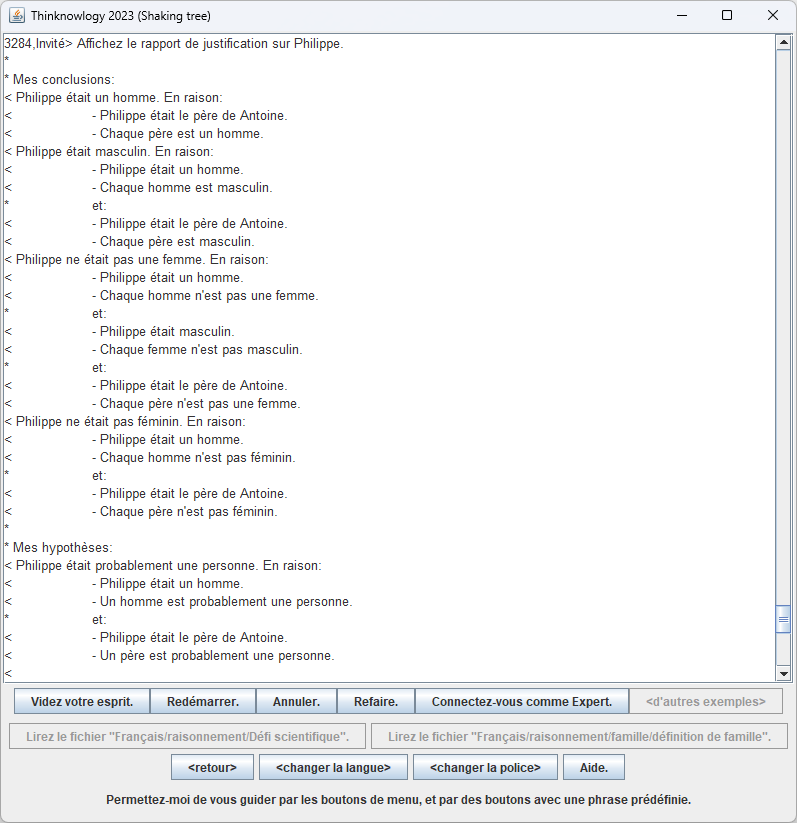 Thinknowlogy 2023 (Shaking tree)
3284,Invité> Affichez le rapport de justification sur Philippe.
*
* Mes conclusions:
< Philippe était un homme. En raison:
< - Philippe était le père de Antoine.
< - Chaque père est un homme.
< Philippe était masculin. En raison:
< - Philippe était un homme.
< - Chaque homme est masculin.
* et:
< - Philippe était le père de Antoine.
< - Chaque père est masculin.
< Philippe ne était pas une femme. En raison:
< - Philippe était un homme.
< - Chaque homme n'est pas une femme.
* et:
< - Philippe était masculin.
< - Chaque femme n'est pas masculin.
* et:
< - Philippe était le père de Antoine.
< - Chaque père n'est pas une femme.
< Philippe ne était pas féminin. En raison:
< - Philippe était un homme.
< - Chaque homme n'est pas féminin.
* et:
< - Philippe était le père de Antoine.
< - Chaque père n'est pas féminin.
*
* Mes hypothèses:
< Philippe était probablement une personne. En raison:
< - Philippe était un homme.
< - Un homme est probablement une personne.
* et:
< - Philippe était le père de Antoine.
< - Un père est probablement une personne.
<
Videz votre esprit. Redémarrer. Annuler. Refaire. Connectez-vous comme Expert. <d'autres exemples>
Lirez le fichier "Français/raisonnement/Défi scientifique". Lirez le fichier "Français/raisonnement/famille/définition de famille".
<retour> <changer la langue> <changer la police> Aide.
Permettez-moi de vous guider par les boutons de menu, et par des boutons avec une phrase prédéfinie.